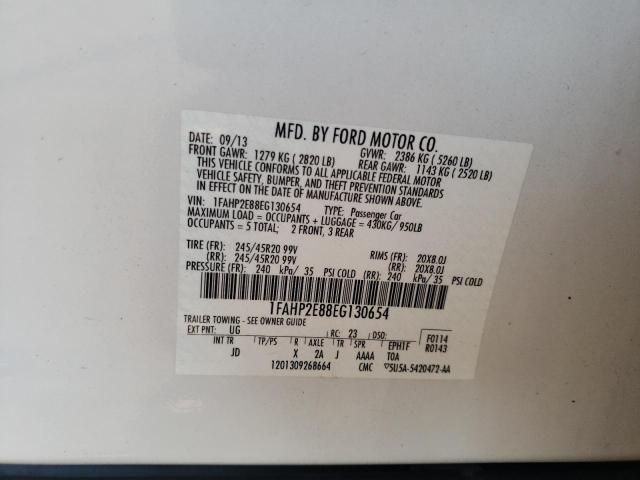 MFD. BY FORD MOTOR CO.
DATE: 09/13 GVWR: 2386 KG ( 5260 LB)
FRONT GAWR: 1279 KG ( 2820 LB) REAR GAWR: 1143 KG ( 2520 LB)
THIS VEHICLE CONFORMS TO ALL APPLICABLE FEDERAL MOTOR
VEHICLE SAFETY, BUMPER, AND THEFT PREVENTION STANDARDS
IN EFFECT ON THE DATE OF MANUFACTURE SHOWN ABOVE.
VIN: 1FAHP2E88EG130654 TYPE: Passenger Car
MAXIMUM LOAD = OCCUPANTS + LUGGAGE = 430KG/ 950LB
OCCUPANTS = 5 TOTAL; 2 FRONT, 3 REAR
TIRE (FR): 245/45R20 99V RIMS (FR): 20X8.0J
(RR): 245/45R20 99V (RR): 20X8.0J
PRESSURE (FR): 240 kPa/ 35 PSI COLD (RR): 240 kPa/ 35 PSI COLD
1FAHP2E88EG130654
TRAILER TOWING - SEE OWNER GUIDE
EXT PNT: UG RC: 23 DSO: F0114
INT TR TP/PS R AXLE TR SPR EPH1F R0143
JD X 2A J AAAA TOA
1201309268664 CMC ▽5U5A-5420472-AA